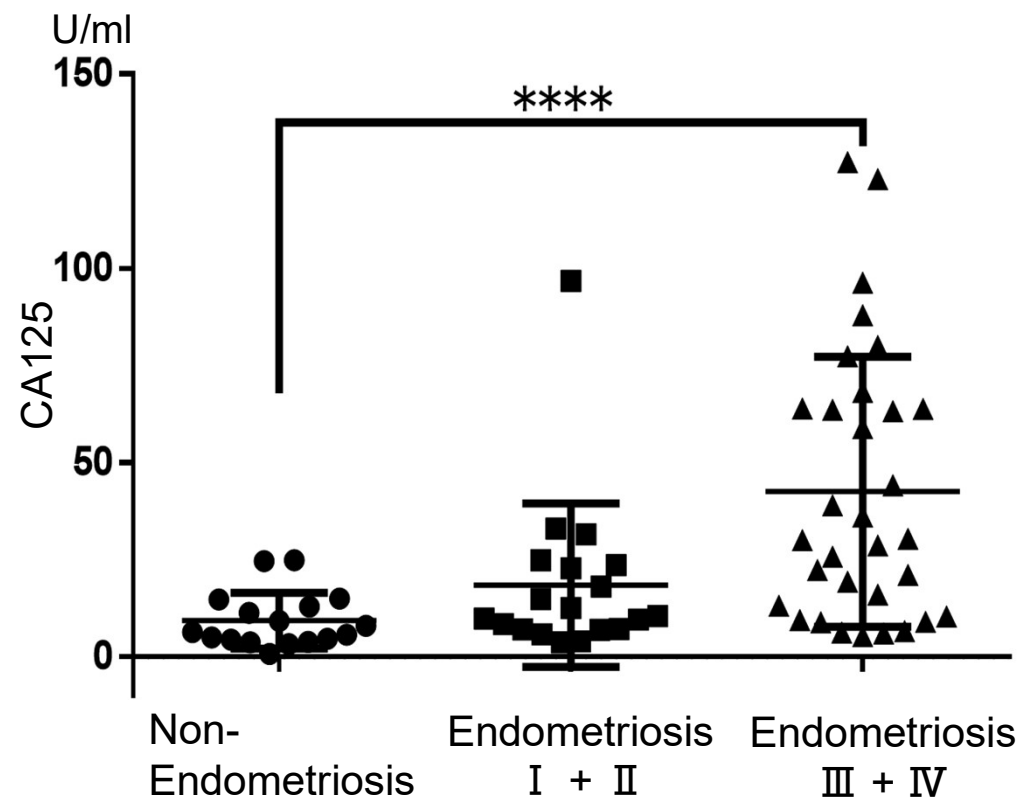 U/ml
150
****
100
CA125
50
0
Non-
Endometriosis
Endometriosis
Ⅰ + Ⅱ
Endometriosis
Ⅲ + Ⅳ